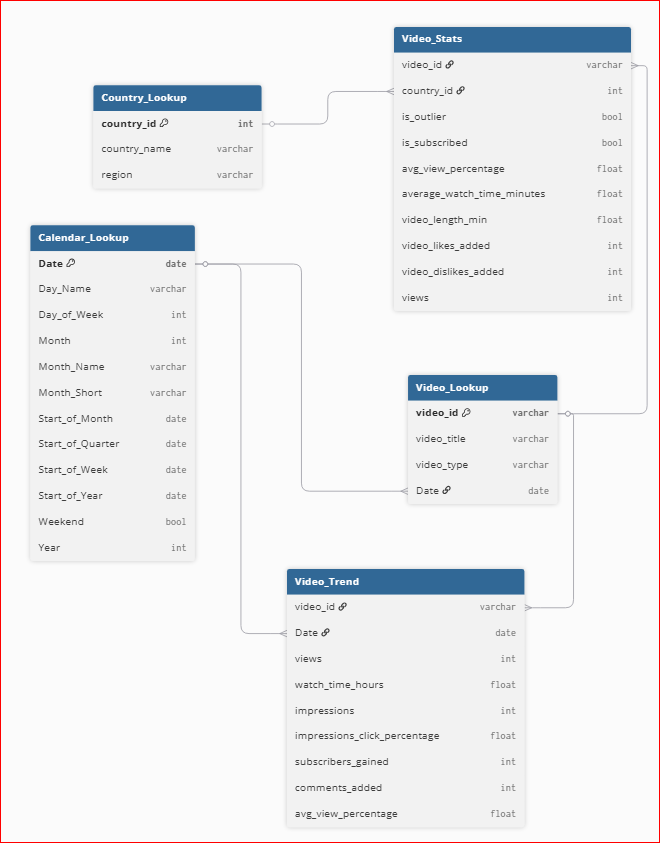 Video_Stats
video_id varchar
country_id int
is_outlier bool
is_subscribed bool
avg_view_percentage float
average_watch_time_minutes float
video_length_min float
video_likes_added int
video_dislikes_added int
views int
Country_Lookup
country_id int
country_name varchar
region varchar
Calendar_Lookup
Date date
Day_Name varchar
Day_of_Week int
Month int
Month_Name varchar
Month_Short varchar
Start_of_Month date
Start_of_Quarter date
Start_of_Week date
Start_of_Year date
Weekend bool
Year int
Video_Lookup
video_id varchar
video_title varchar
video_type varchar
Date date
Video_Trend
video_id varchar
Date date
views int
watch_time_hours float
impressions int
impressions_click_percentage float
subscribers_gained int
comments_added int
avg_view_percentage float